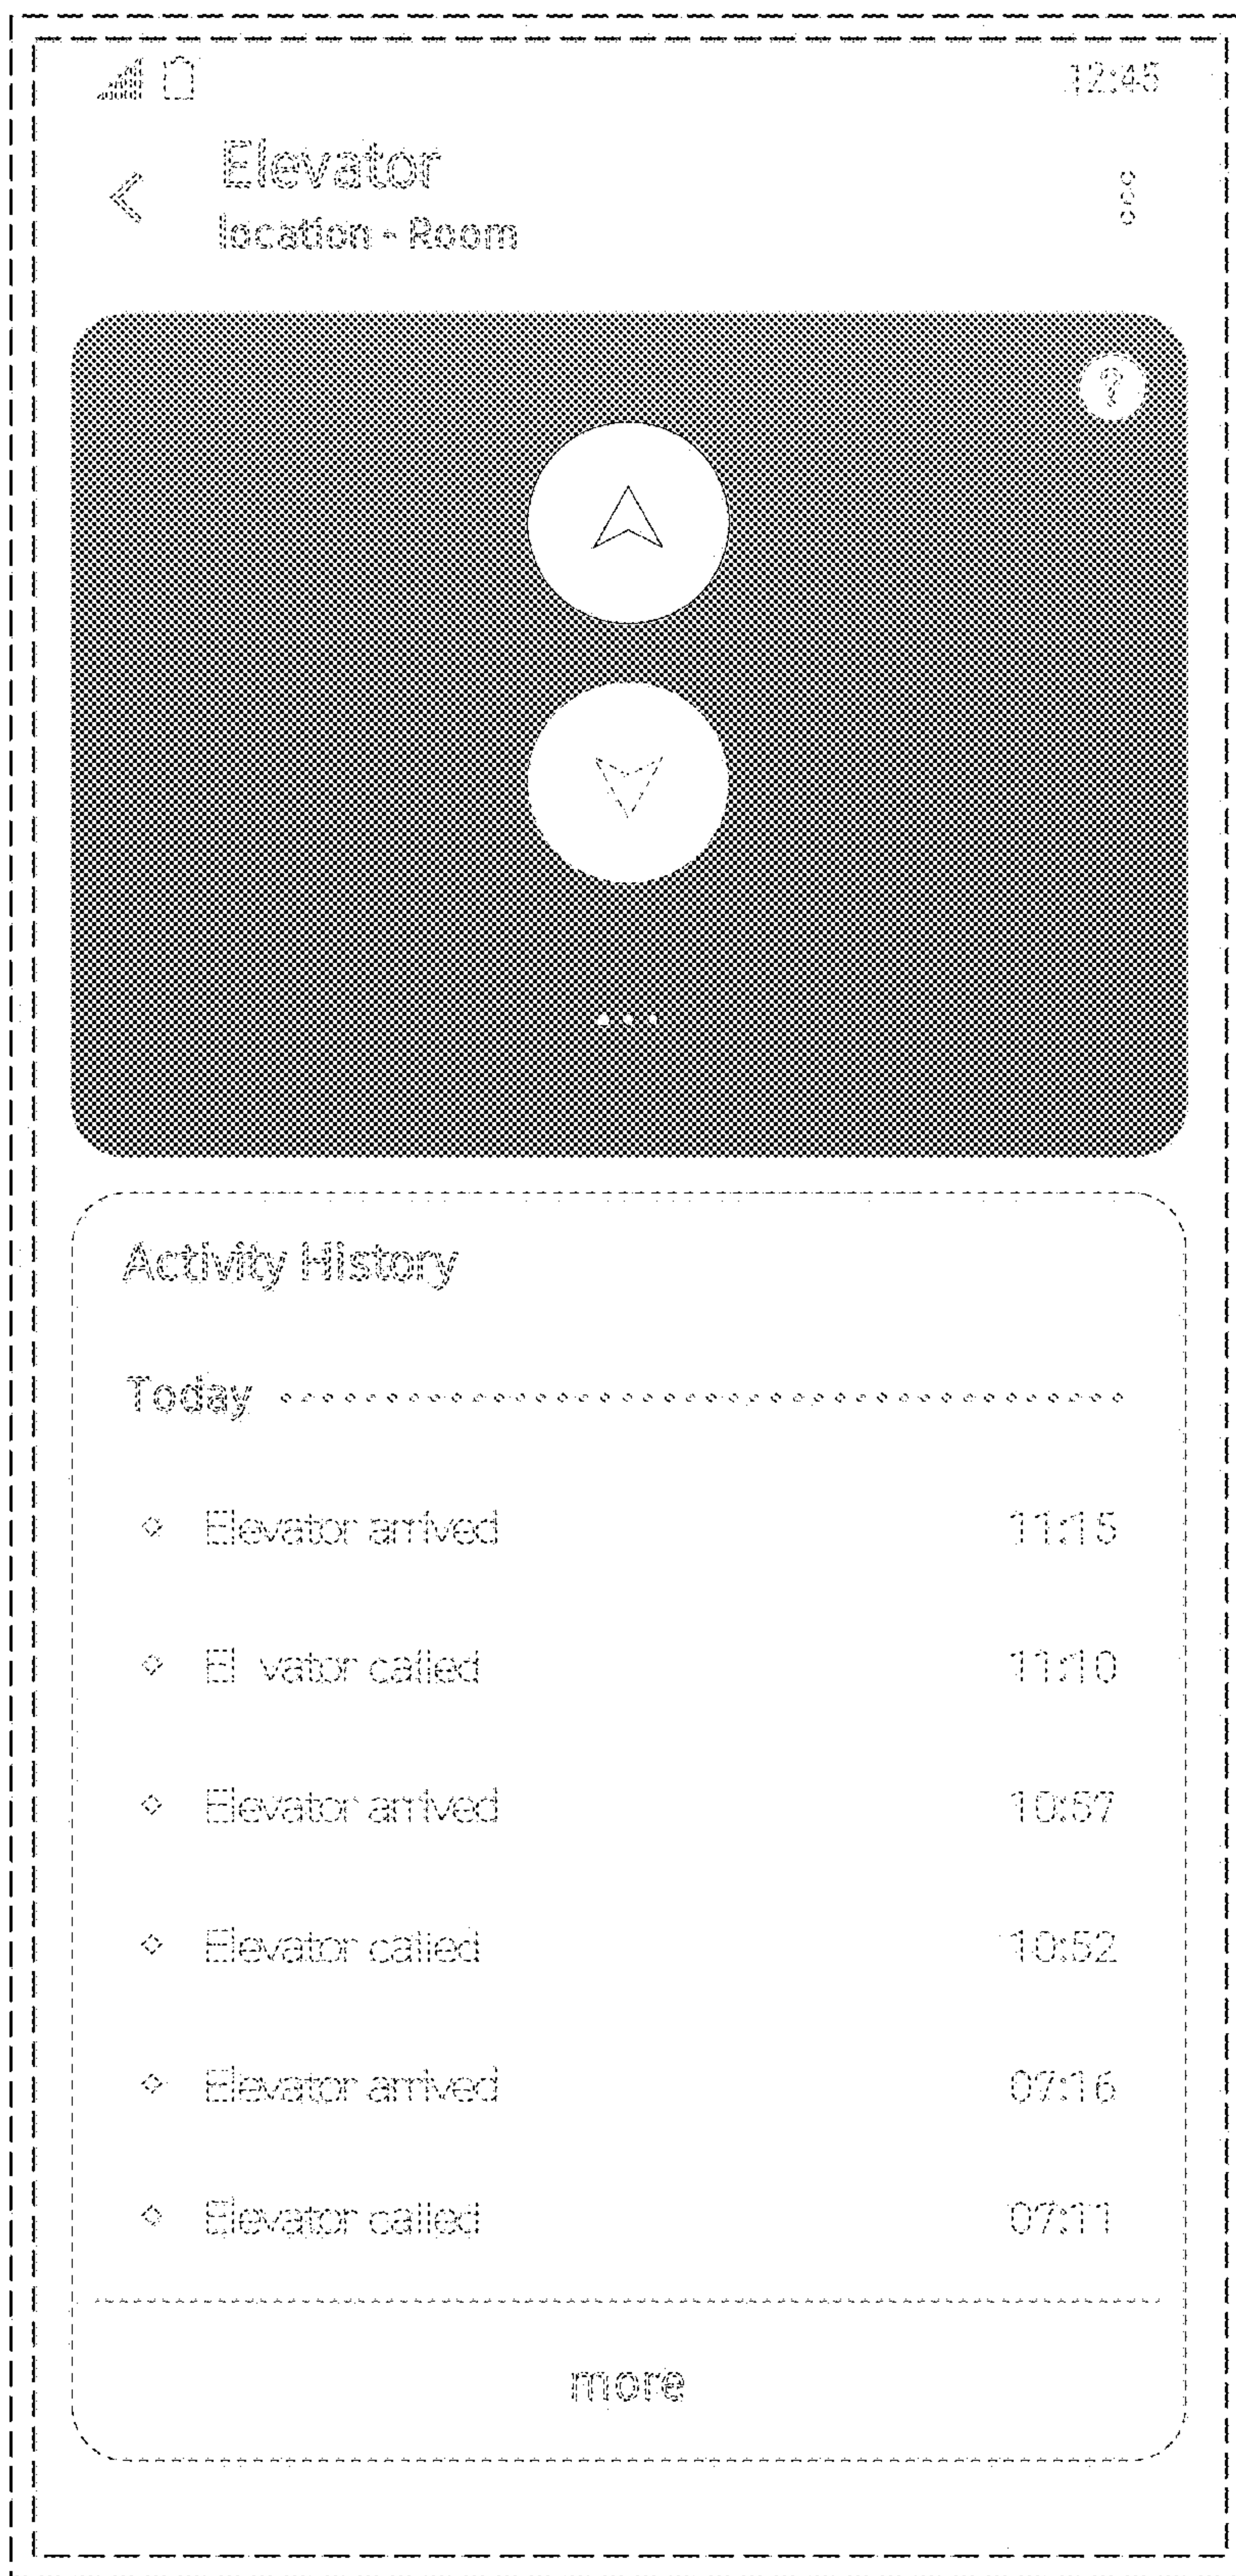 12:45
Elevator
location - Room
?
Activity History
Today
Elevator arrived 11:15
El vator called 11:10
Elevator arrived 10:57
Elevator called 10:52
Elevator arrived 07:16
Elevator called 07:11
more